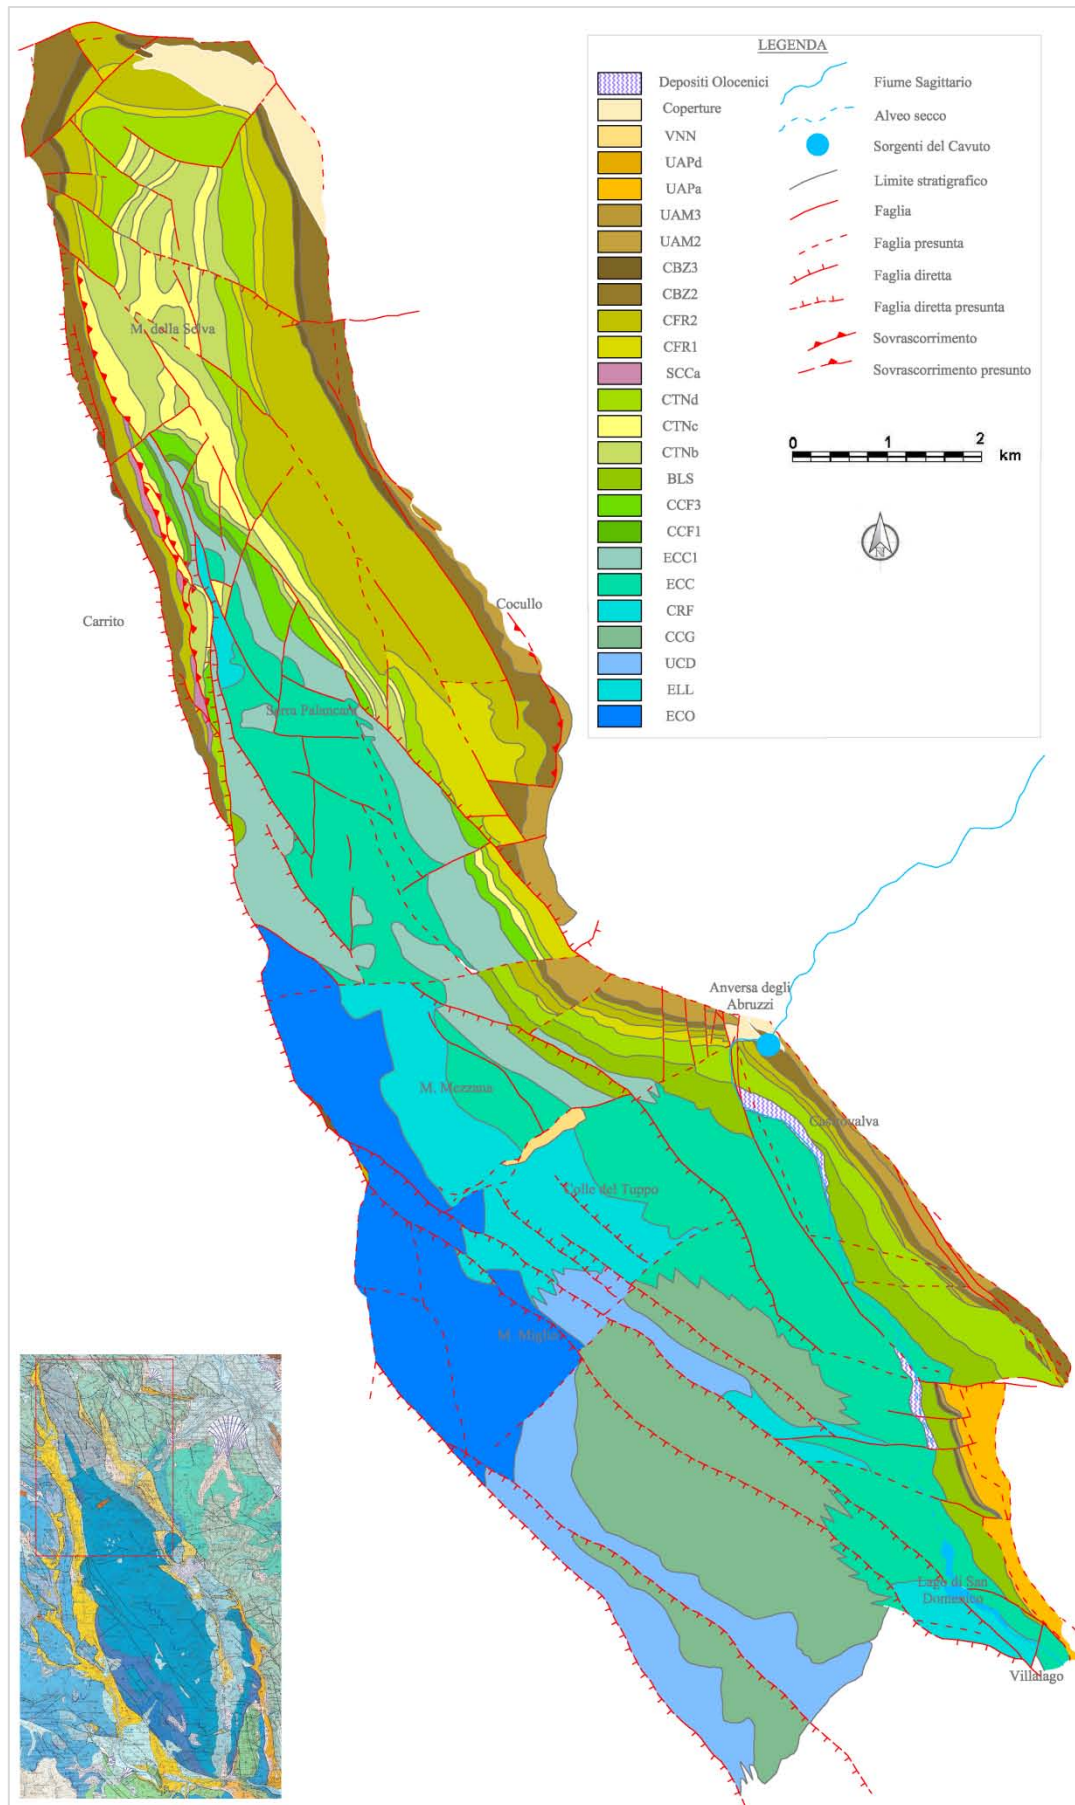 LEGENDA
Depositi Olocenici
Coperture
VNN
UAPd
UAPa
UAM3
UAM2
CBZ3
CBZ2
CFR2
CFR1
SCCa
CTNd
CTNc
CTNb
BLS
CCF3
CCF1
ECC1
ECC
CRF
CCG
UCD
ELL
ECO
Fiume Sagittario
Alveo secco
Sorgenti del Cavuto
Limite stratigrafico
Faglia
Faglia presunta
Faglia diretta
Faglia diretta presunta
Sovrascorrimento
Sovrascorrimento presunto
0 1 2
km
N
M. della Selva
Carrito
Cocullo
Serra Palancara
Anversa degli
Abruzzi
M. Mezzana
Castrovalva
Colle del Tuppo
M. Miglio
Lago di San
Domenico
Villalago